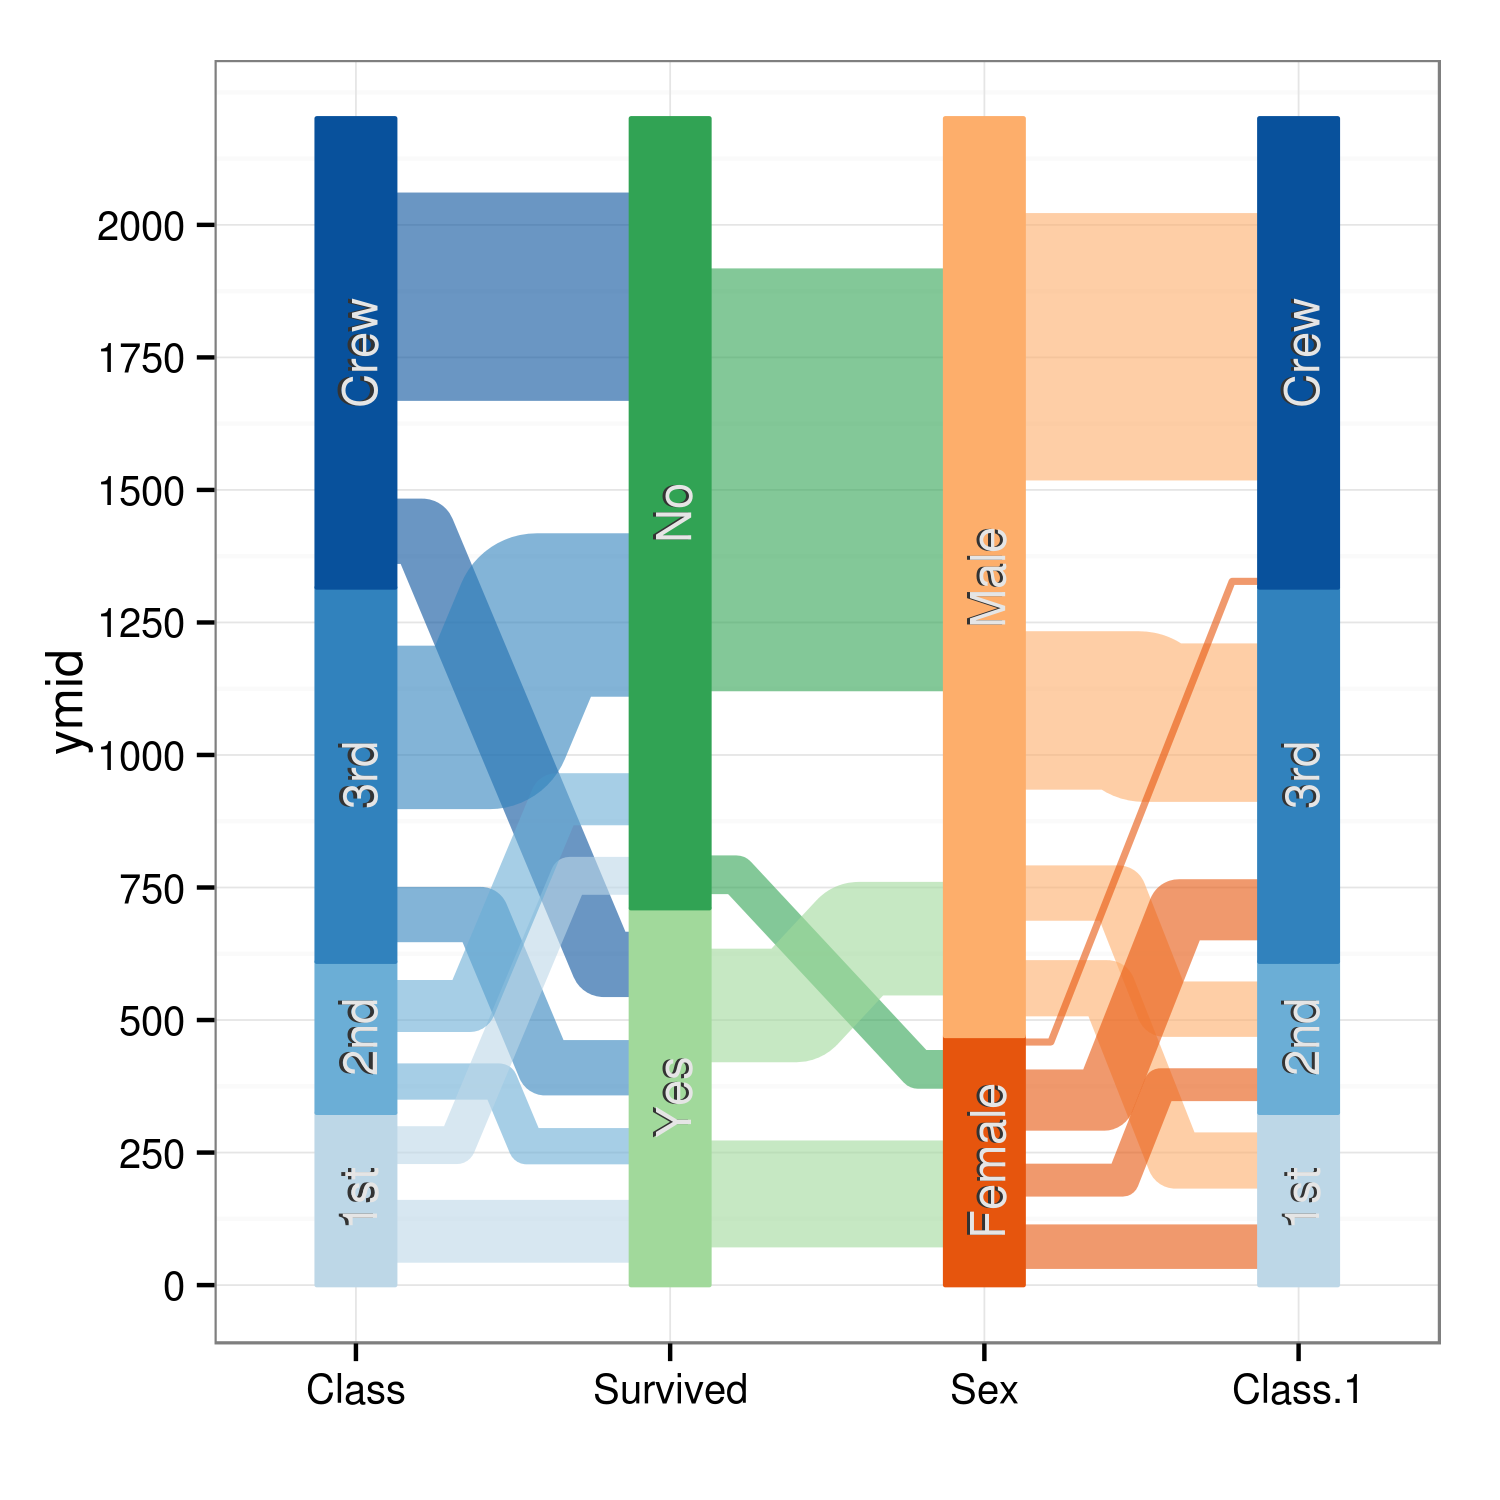 ymid
2000
1750
1500
1250
1000
750
500
250
0
Crew
3rd
2nd
1st
No
Yes
Male
Female
Crew
3rd
2nd
1st
Class
Survived
Sex
Class.1